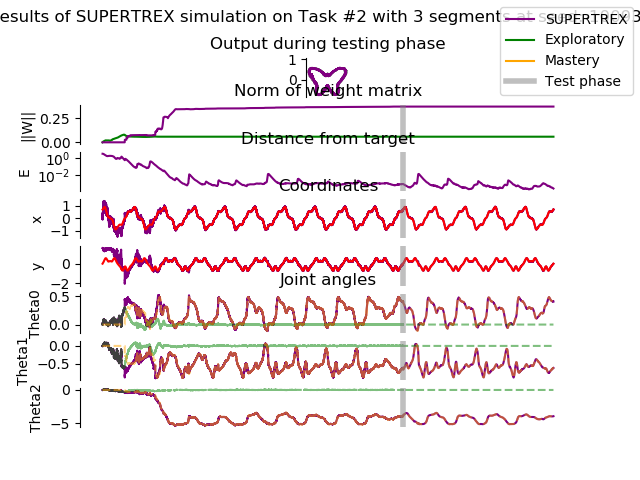 esults of SUPERTREX simulation on Task #2 with 3 segments
SUPERTREX
Exploratory
Mastery
Test phase
Output during testing phase
1
0
Norm of weight matrix
||W||
0.25
0.00
Distance from target
E
10⁰
10⁻²
Coordinates
x
1
0
−1
y
0
−2
Joint angles
Theta0
0.5
0.0
Theta1
0.0
−0.5
Theta2
0
−5